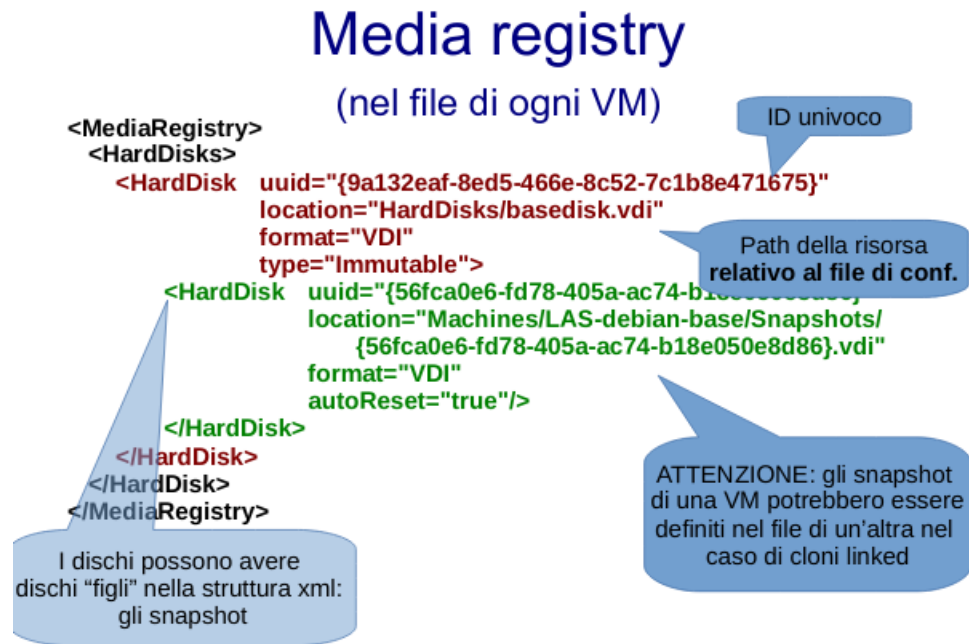 Media registry
(nel file di ogni VM)
ID univoco
<MediaRegistry>
<HardDisks>
<HardDisk uuid="{9a132eaf-8ed5-466e-8c52-7c1b8e471675}"
location="HardDisks/basedisk.vdi"
format="VDI"
type="Immutable">
Path della risorsa
relativo al file di conf.
<HardDisk uuid="{56fca0e6-fd78-405a-ac74-b18e050e8d86}"
location="Machines/LAS-debian-base/Snapshots/
{56fca0e6-fd78-405a-ac74-b18e050e8d86}.vdi"
format="VDI"
autoReset="true"/>
</HardDisk>
</HardDisk>
</HardDisk>
</MediaRegistry>
ATTENZIONE: gli snapshot
di una VM potrebbero essere
definiti nel file di un'altra nel
caso di cloni linked
I dischi possono avere
dischi “figli” nella struttura xml:
gli snapshot